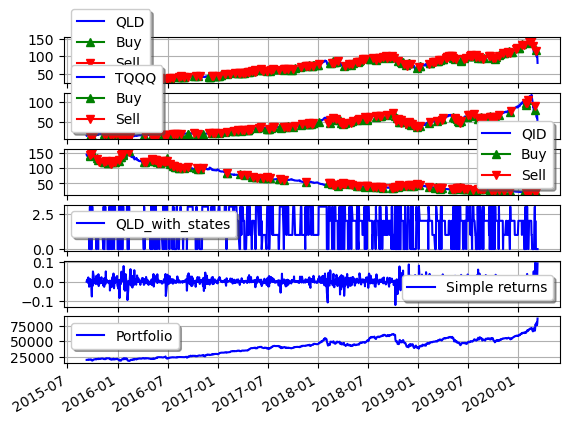 QLD
Buy
Sell
150
100
50
TQQQ
Buy
Sell
100
50
QID
Buy
Sell
150
100
50
QLD_with_states
2.5
0.0
Simple returns
0.1
0.0
−0.1
Portfolio
75000
50000
25000
2015-07
2016-01
2016-07
2017-01
2017-07
2018-01
2018-07
2019-01
2019-07
2020-01